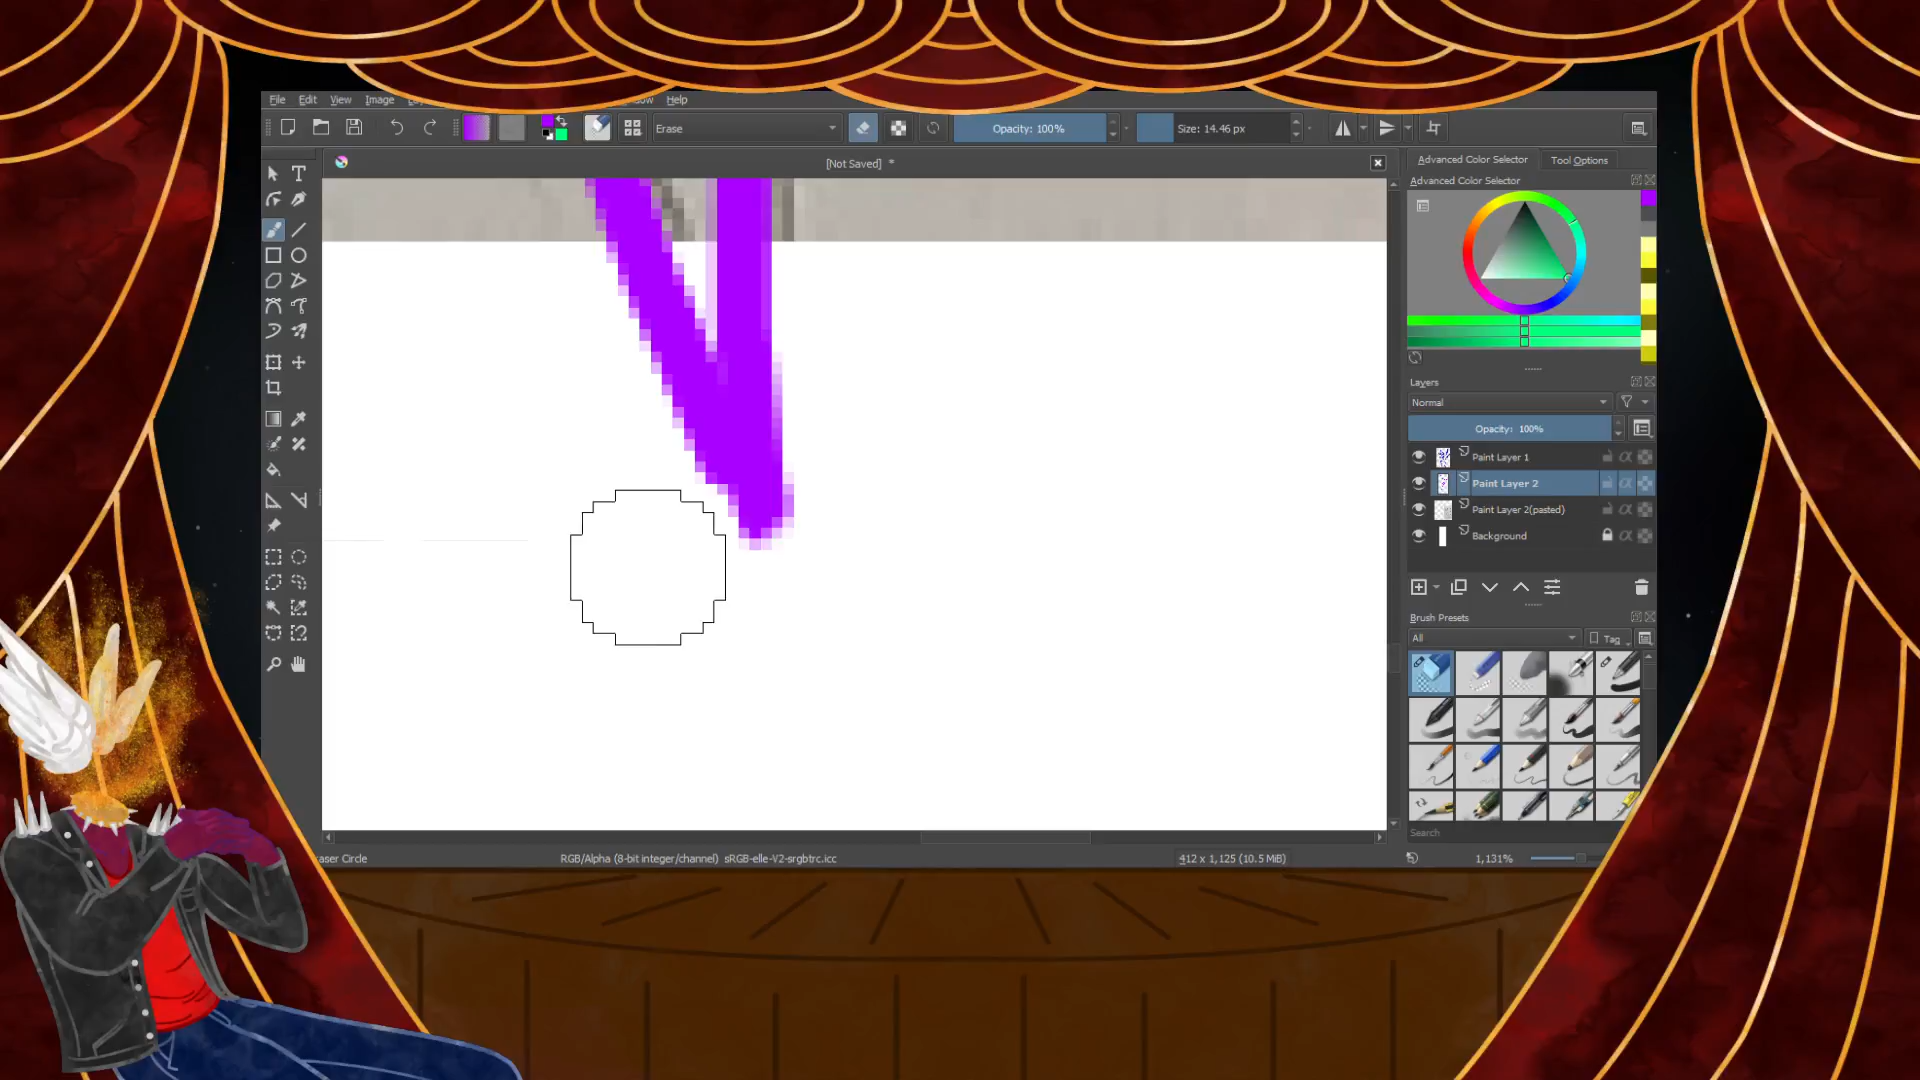 File Edit View Image Help
Erase
Opacity: 100%
Size: 14.46 px
[Not Saved] *
Advanced Color Selector
Tool Options
Advanced Color Selector
Layers
Normal
Opacity: 100%
Paint Layer 1
Paint Layer 2
Paint Layer 2(pasted)
Background
Brush Presets
All
Tag
Search
RGB/Alpha (8-bit integer/channel) sRGB-elle-V2-srgbtrc.icc
412 x 1,125 (10.5 MiB)
1,131%